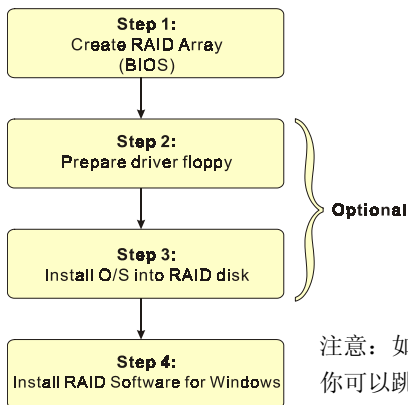 Step 1:
Create RAID Array
(BIOS)
Step 2:
Prepare driver floppy
Optional
Step 3:
Install O/S into RAID disk
Step 4:
Install RAID Software for Windows
注意：如
你可以跳